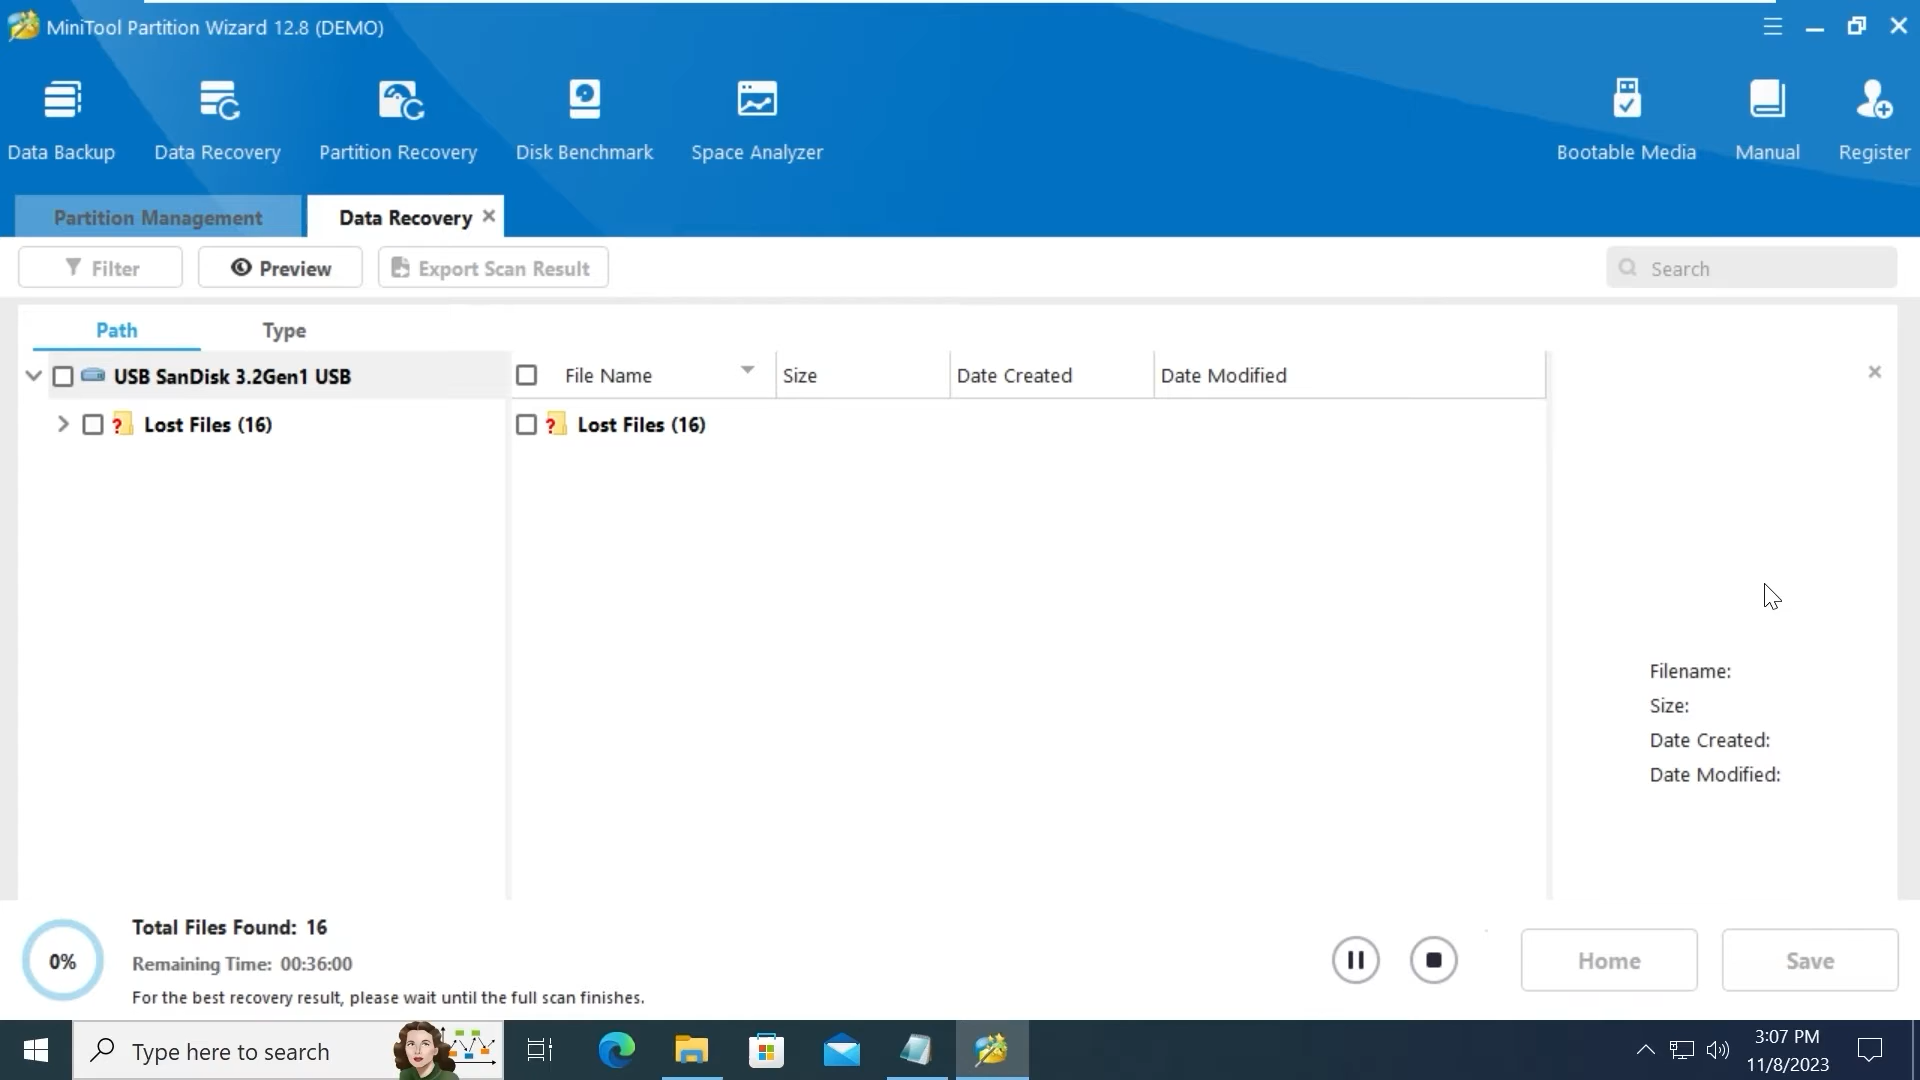 MiniTool Partition Wizard 12.8 (DEMO)
Data Backup
Data Recovery
Partition Recovery
Disk Benchmark
Space Analyzer
Bootable Media
Manual
Register
Partition Management
Data Recovery
Filter
Preview
Export Scan Result
Search
Path
Type
USB SanDisk 3.2Gen1 USB
File Name
Size
Date Created
Date Modified
Lost Files (16)
Lost Files (16)
Filename:
Size:
Date Created:
Date Modified:
0%
Total Files Found: 16
Remaining Time: 00:36:00
For the best recovery result, please wait until the full scan finishes.
Home
Save
Type here to search
3:07 PM
11/8/2023